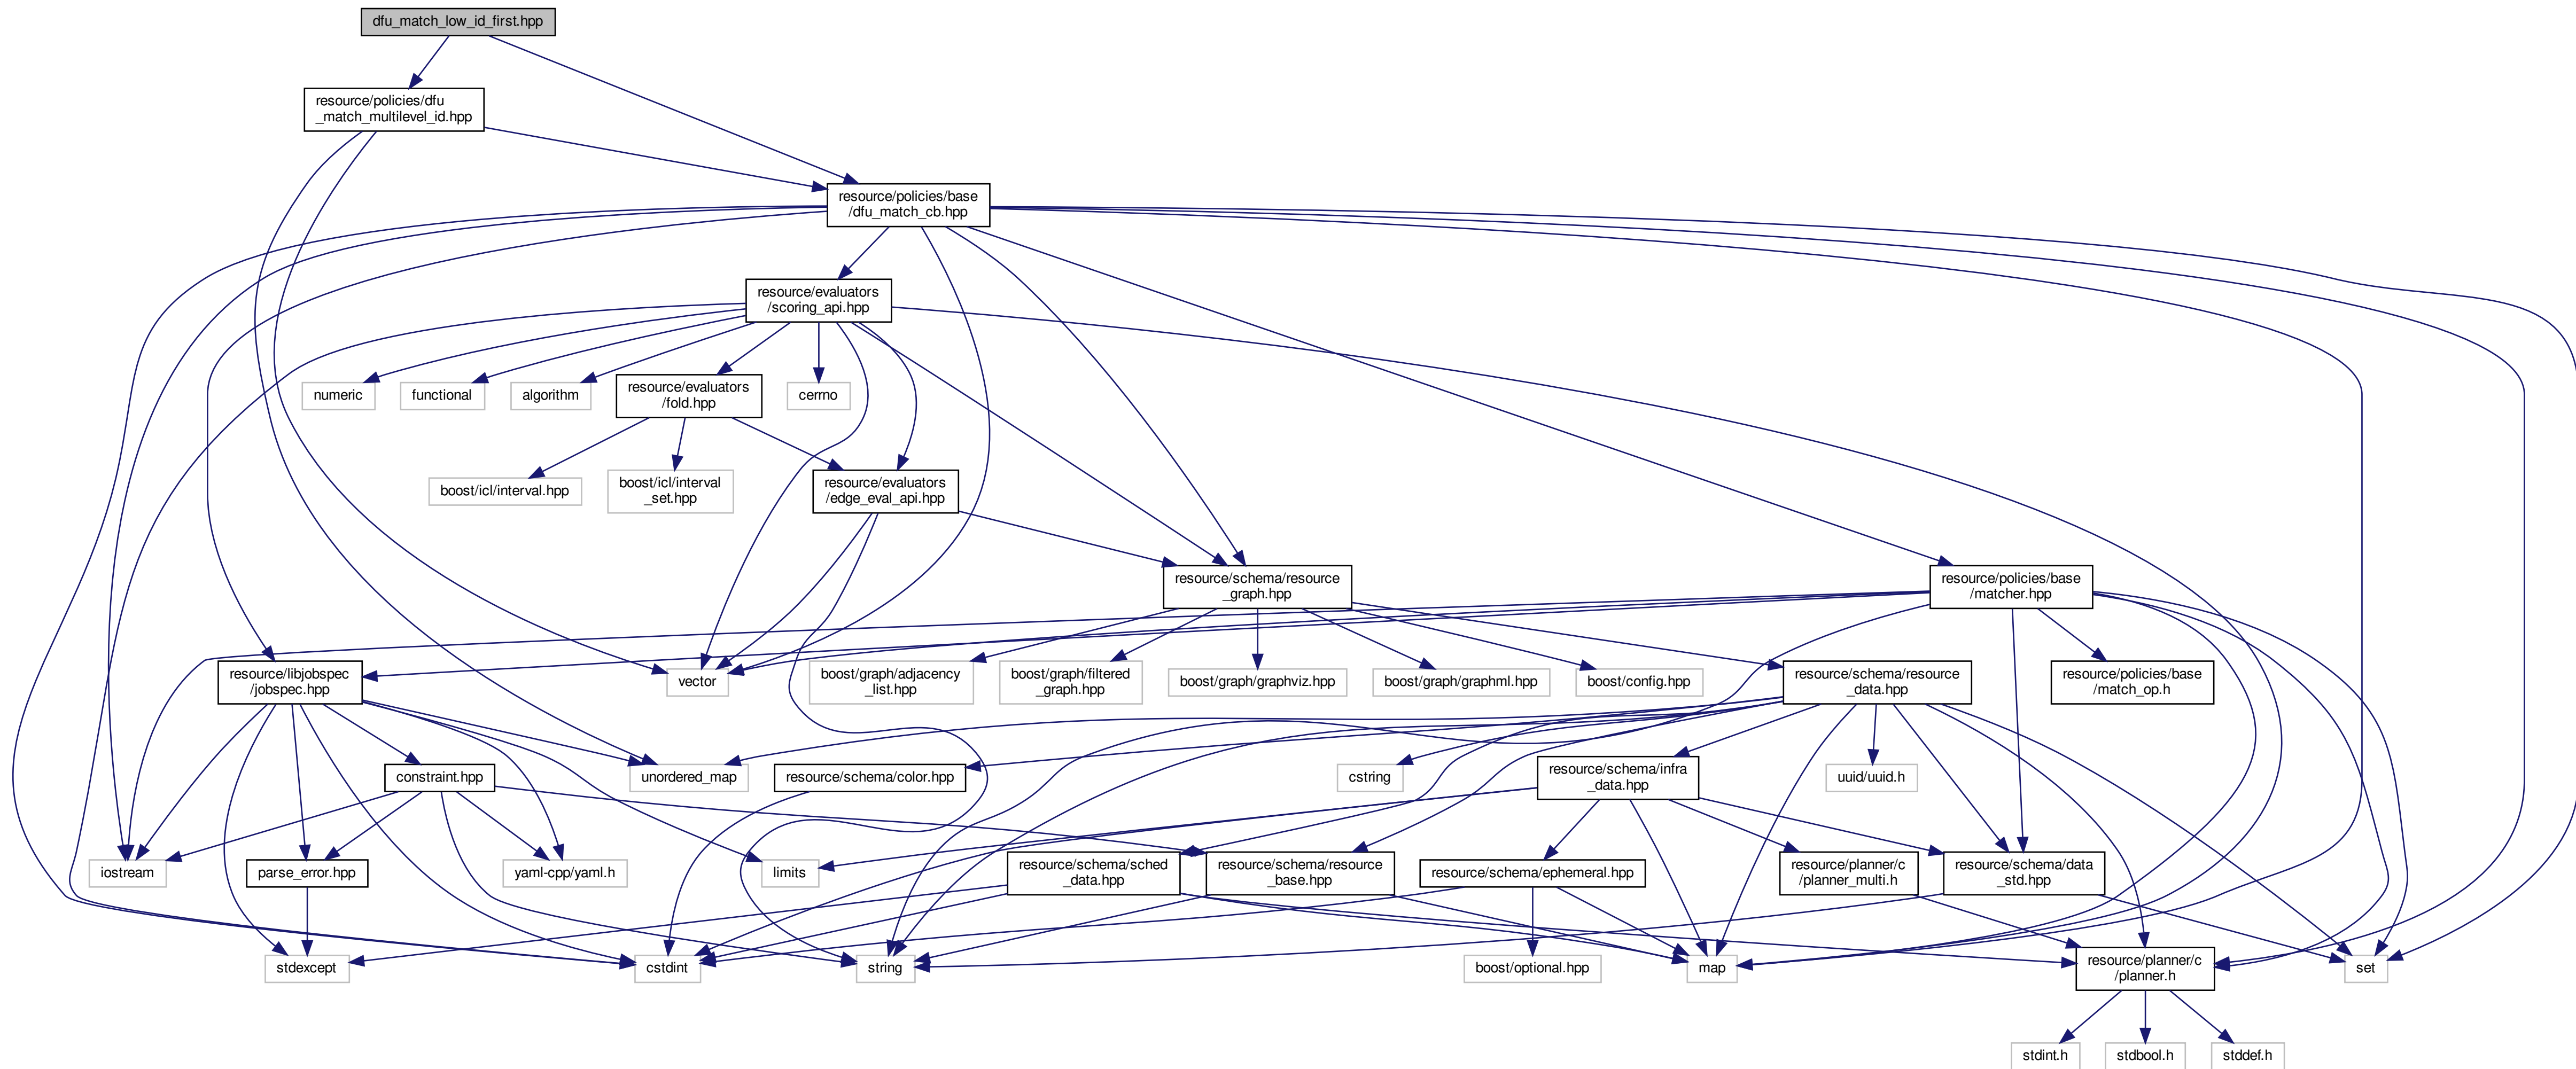 dfu_match_low_id_first.hpp
resource/policies/dfu
_match_multilevel_id.hpp
resource/policies/base
/dfu_match_cb.hpp
resource/evaluators
/scoring_api.hpp
numeric
functional
algorithm
resource/evaluators
/fold.hpp
cerrno
boost/icl/interval.hpp
boost/icl/interval
_set.hpp
resource/evaluators
/edge_eval_api.hpp
resource/schema/resource
_graph.hpp
resource/policies/base
/matcher.hpp
resource/libjobspec
/jobspec.hpp
vector
boost/graph/adjacency
_list.hpp
boost/graph/filtered
_graph.hpp
boost/graph/graphviz.hpp
boost/graph/graphml.hpp
boost/config.hpp
resource/schema/resource
_data.hpp
resource/policies/base
/match_op.h
constraint.hpp
unordered_map
resource/schema/color.hpp
cstring
resource/schema/infra
_data.hpp
uuid/uuid.h
iostream
parse_error.hpp
yaml-cpp/yaml.h
limits
resource/schema/sched
_data.hpp
resource/schema/resource
_base.hpp
resource/schema/ephemeral.hpp
resource/planner/c
/planner_multi.h
resource/schema/data
_std.hpp
stdexcept
cstdint
string
boost/optional.hpp
map
resource/planner/c
/planner.h
set
stdint.h
stdbool.h
stddef.h